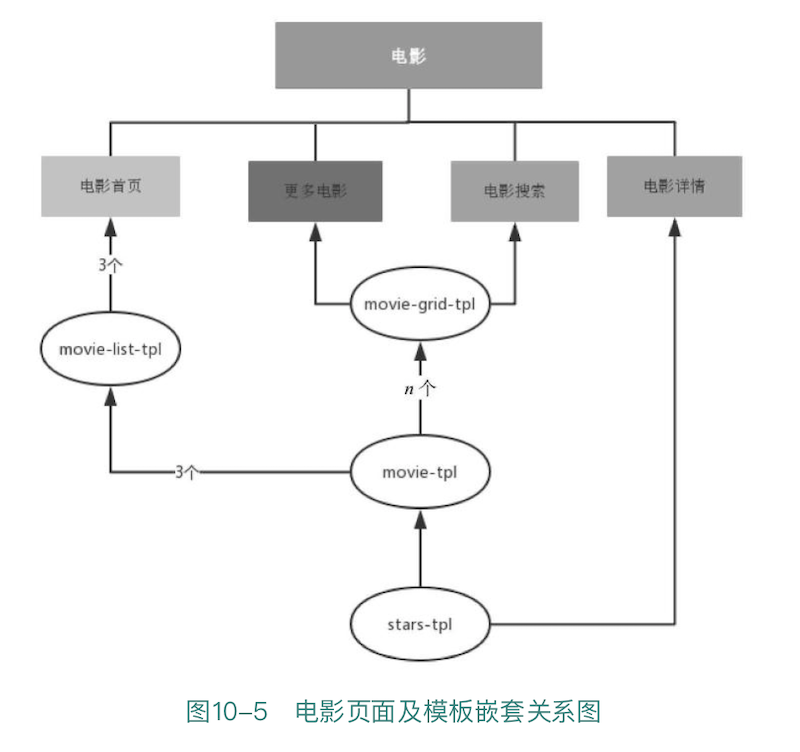 电影
电影首页
更多电影
电影搜索
电影详情
3个
movie-grid-tpl
movie-list-tpl
n 个
3个
movie-tpl
stars-tpl
图10-5 电影页面及模板嵌套关系图